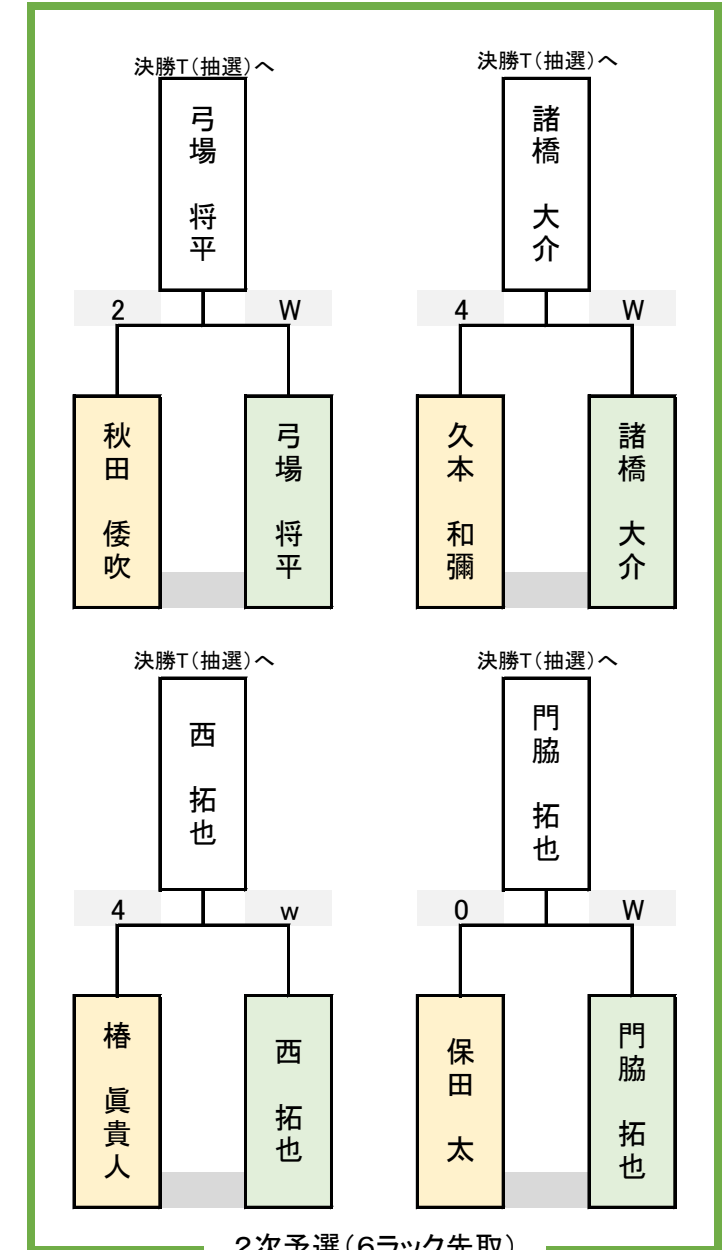 決勝T(抽選)へ
弓場 将平
2 W
秋田 倭吹
弓場 将平
決勝T(抽選)へ
諸橋 大介
4 W
久本 和彌
諸橋 大介
決勝T(抽選)へ
西 拓也
4 w
椿 眞貴人
西 拓也
決勝T(抽選)へ
門脇 拓也
0 W
保田 太
門脇 拓也
2次予選(6ラック先取)